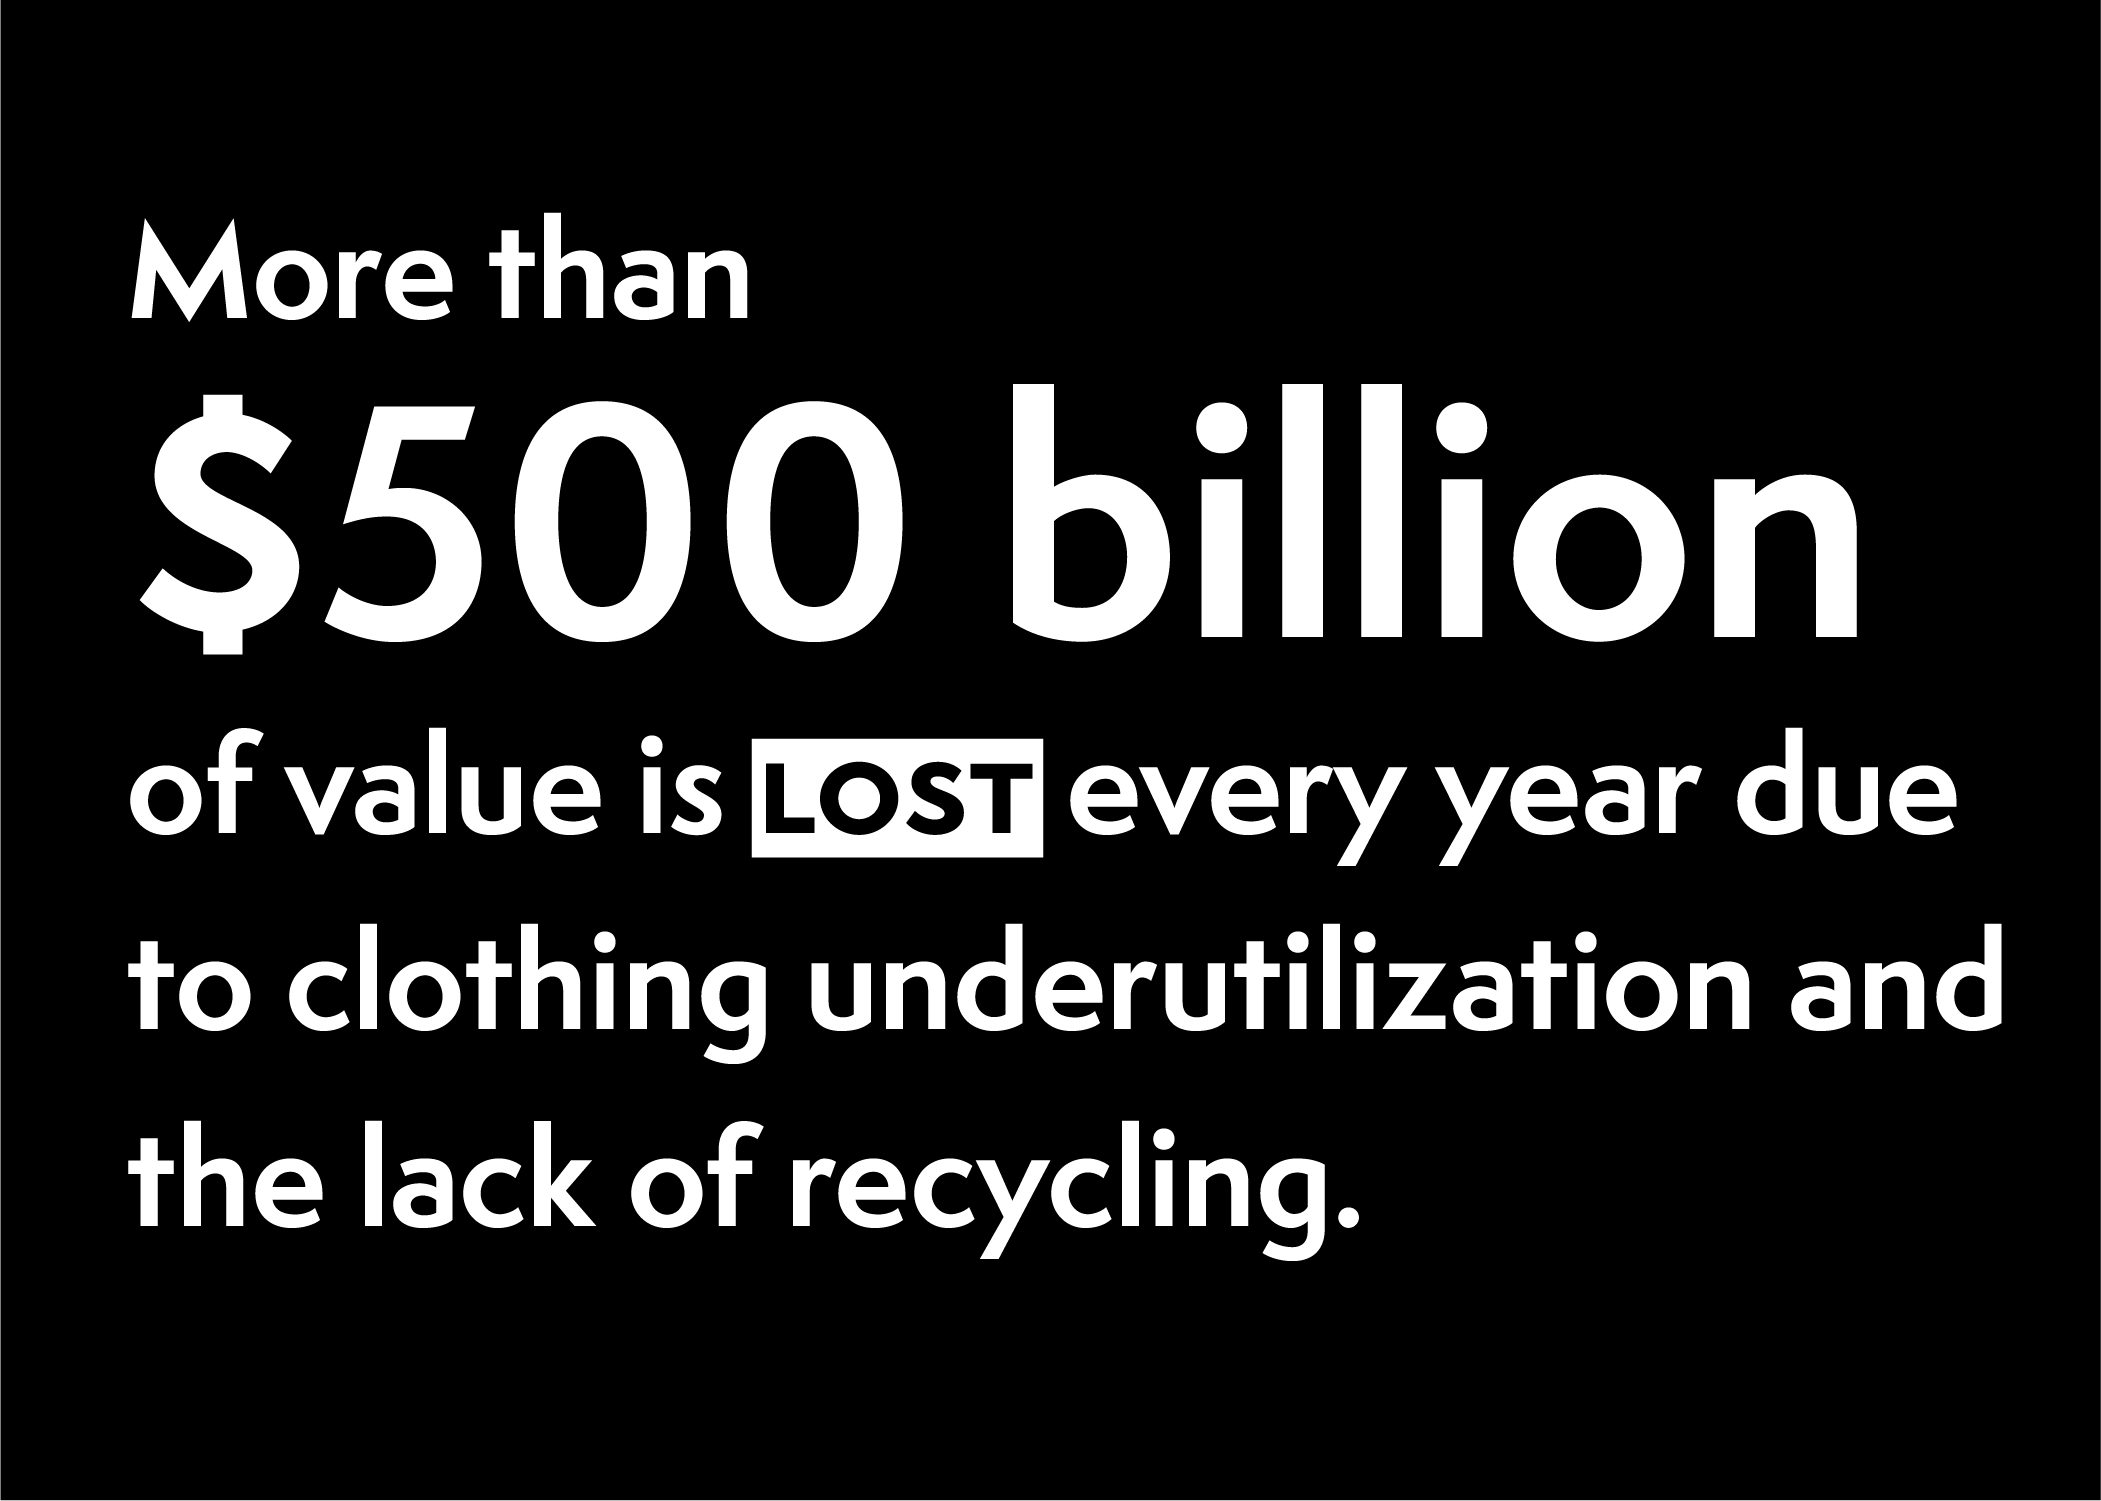 More than
$500 billion
of value is LOST every year due
to clothing underutilization and
the lack of recycling.